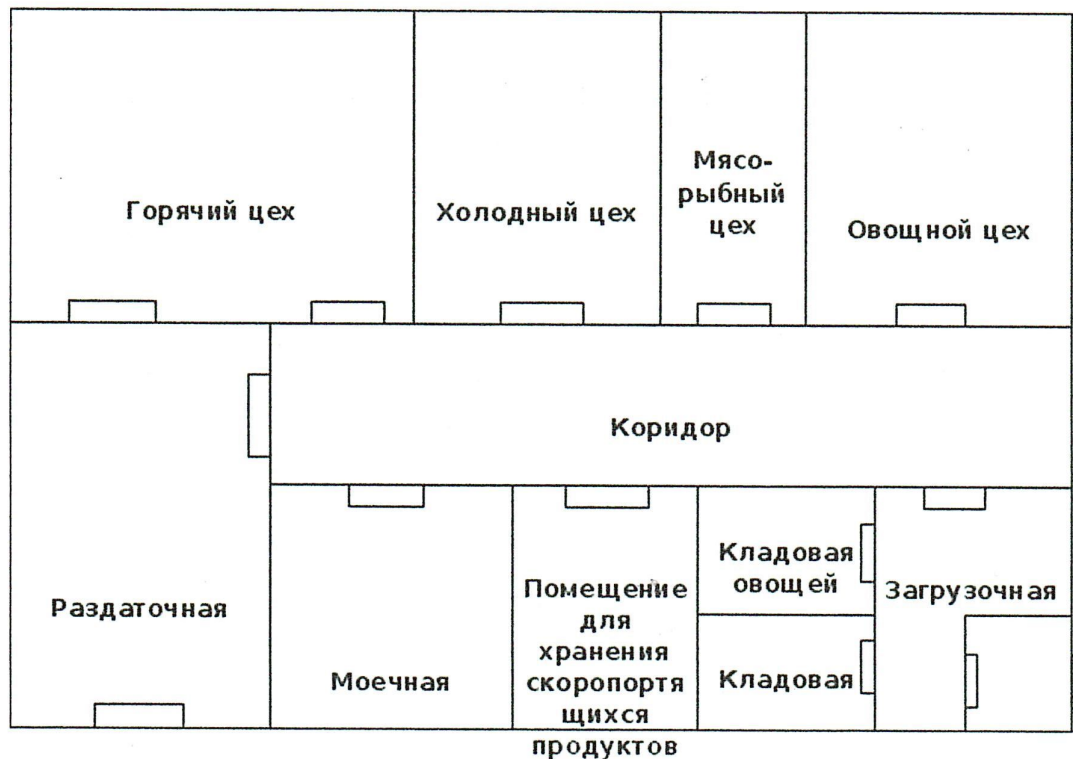 Горячий цех
Холодный цех
Мясо-
рыбный
цех
Овощной цех
Коридор
Раздаточная
Моечная
Помещение
для
хранения
скоропортя
щихся
продуктов
Кладовая
овощей
Кладовая
Загрузочная